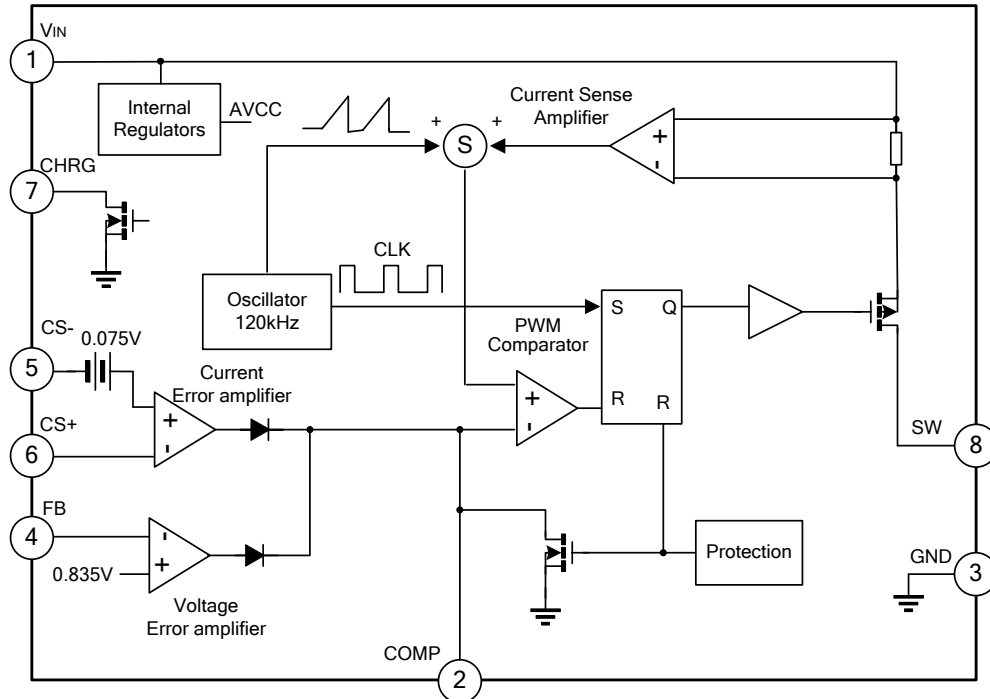 VIN
1
Internal
Regulators
AVCC
+
S
+
Current Sense
Amplifier
+
-
CHRG
7
CLK
Oscillator
120kHz
S
Q
PWM
Comparator
R
R
+
-
CS-
0.075V
5
Current
Error amplifier
+
-
CS+
6
SW
8
FB
4
-
+
0.835V
Voltage
Error amplifier
Protection
GND
3
COMP
2